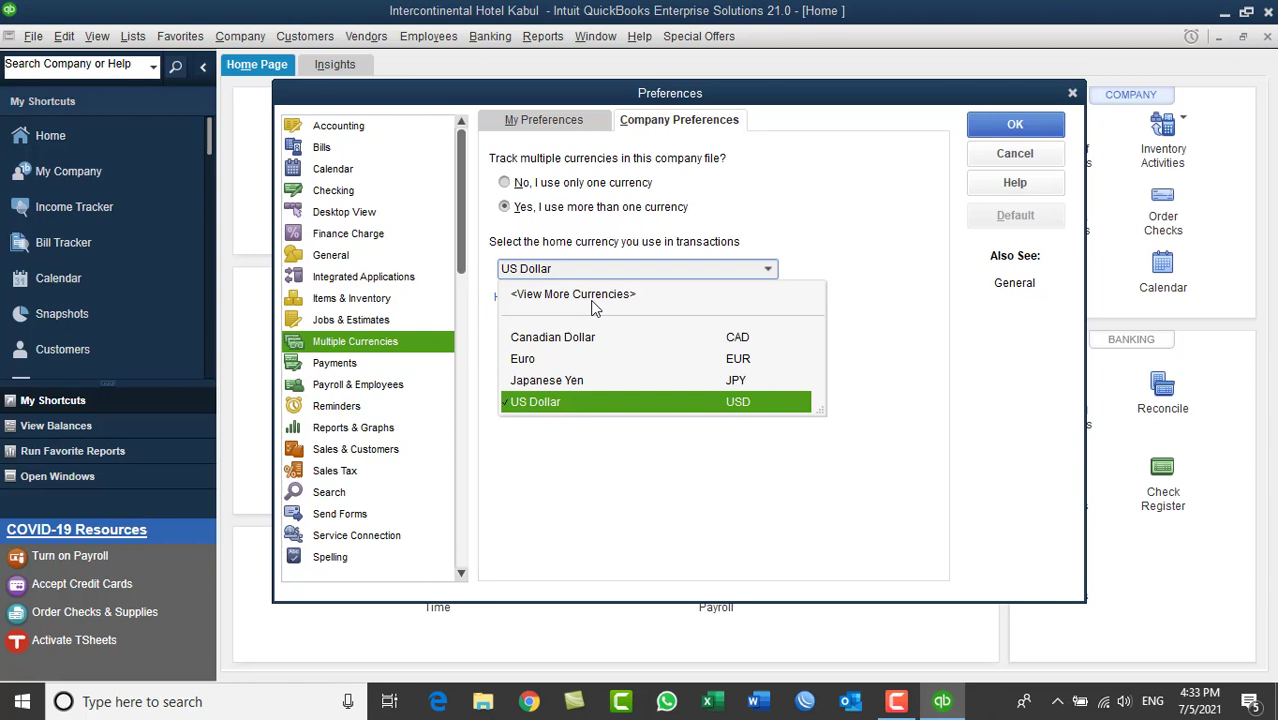 Intercontinental Hotel Kabul - Intuit QuickBooks Enterprise Solutions 21.0 - [Home ]
File Edit View Lists Favorites Company Customers Vendors Employees Banking Reports Window Help Special Offers
Search Company or Help
Home Page Insights
My Shortcuts
Home
My Company
Income Tracker
Bill Tracker
Calendar
Snapshots
Customers
My Shortcuts
View Balances
Run Favorite Reports
Open Windows
COVID-19 Resources
Turn on Payroll
Accept Credit Cards
Order Checks & Supplies
Activate TSheets
Preferences
Accounting
Bills
Calendar
Checking
Desktop View
Finance Charge
General
Integrated Applications
Items & Inventory
Jobs & Estimates
Multiple Currencies
Payments
Payroll & Employees
Reminders
Reports & Graphs
Sales & Customers
Sales Tax
Search
Send Forms
Service Connection
Spelling
My Preferences Company Preferences
Track multiple currencies in this company file?
No, I use only one currency
Yes, I use more than one currency
Select the home currency you use in transactions
US Dollar
<View More Currencies>
Canadian Dollar CAD
Euro EUR
Japanese Yen JPY
US Dollar USD
OK
Cancel
Help
Default
Also See:
General
Time Payroll
COMPANY
Inventory
Activities
Order
Checks
Calendar
BANKING
Reconcile
Check
Register
Type here to search
ENG
4:33 PM
7/5/2021
5